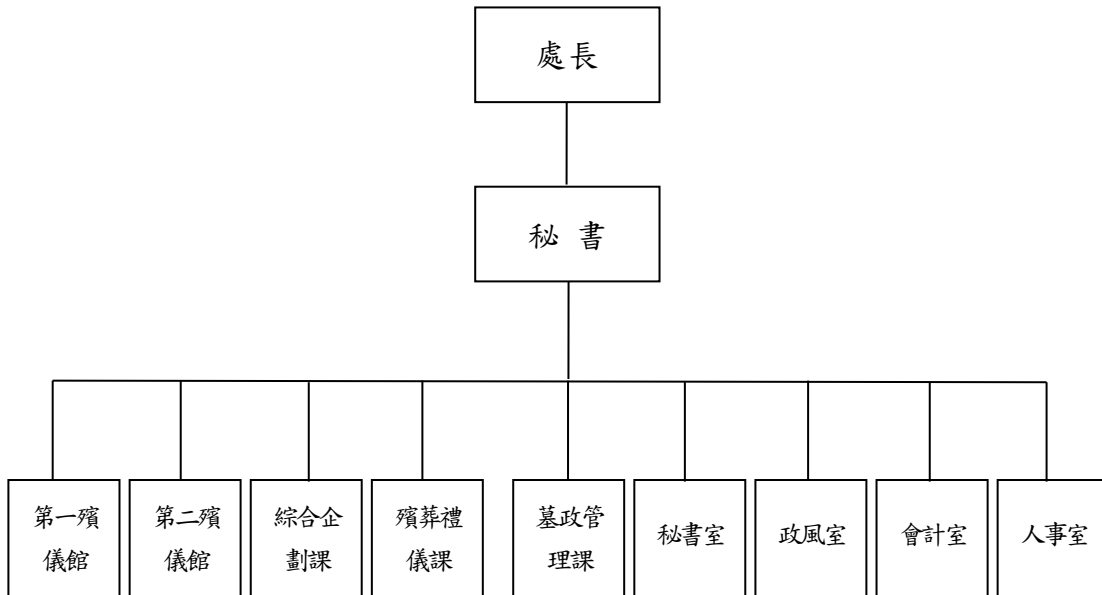 處長
秘 書
第一殯
儀館
第二殯
儀館
綜合企
劃課
殯葬禮
儀課
墓政管
理課
秘書室
政風室
會計室
人事室